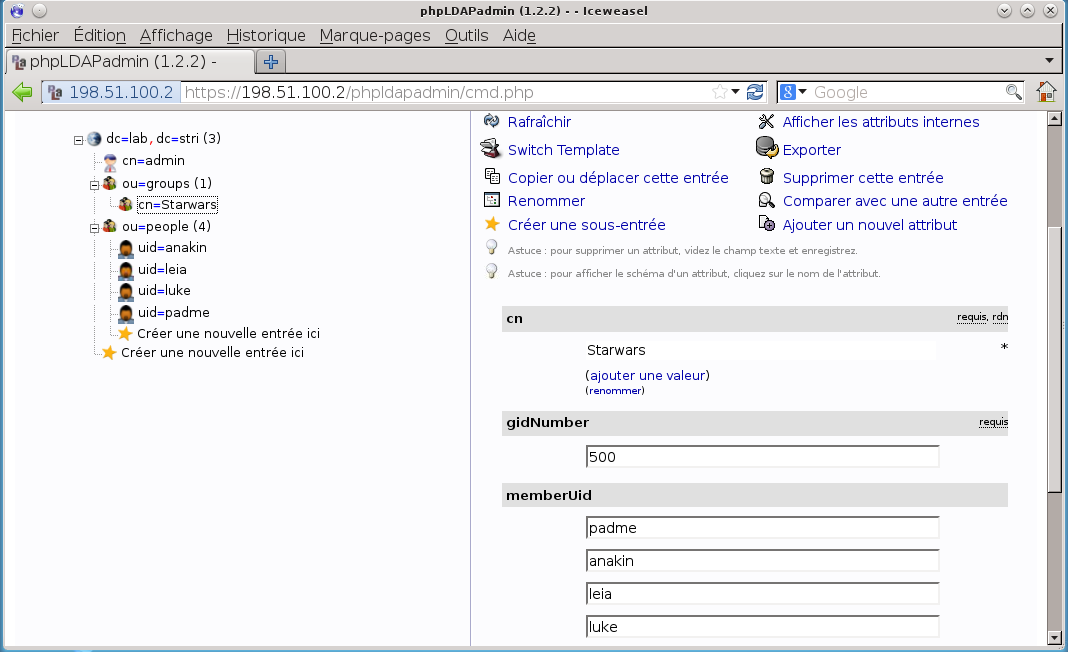 phpLDAPadmin (1.2.2) - - Iceweasel
Fichier Édition Affichage Historique Marque-pages Outils Aide
phpLDAPadmin (1.2.2) -
198.51.100.2 https://198.51.100.2/phpldapadmin/cmd.php Google
dc=lab,dc=stri (3)
cn=admin
ou=groups (1)
cn=Starwars
ou=people (4)
uid=anakin
uid=leia
uid=luke
uid=padme
Créer une nouvelle entrée ici
Créer une nouvelle entrée ici
Rafraîchir Afficher les attributs internes
Switch Template Exporter
Copier ou déplacer cette entrée Supprimer cette entrée
Renommer Comparer avec une autre entrée
Créer une sous-entrée Ajouter un nouvel attribut
Astuce : pour supprimer un attribut, videz le champ texte et enregistrez.
Astuce : pour afficher le schéma d'un attribut, cliquez sur le nom de l'attribut.
cn requis, rdn
Starwars *
(ajouter une valeur)
(renommer)
gidNumber requis
500
memberUid
padme
anakin
leia
luke